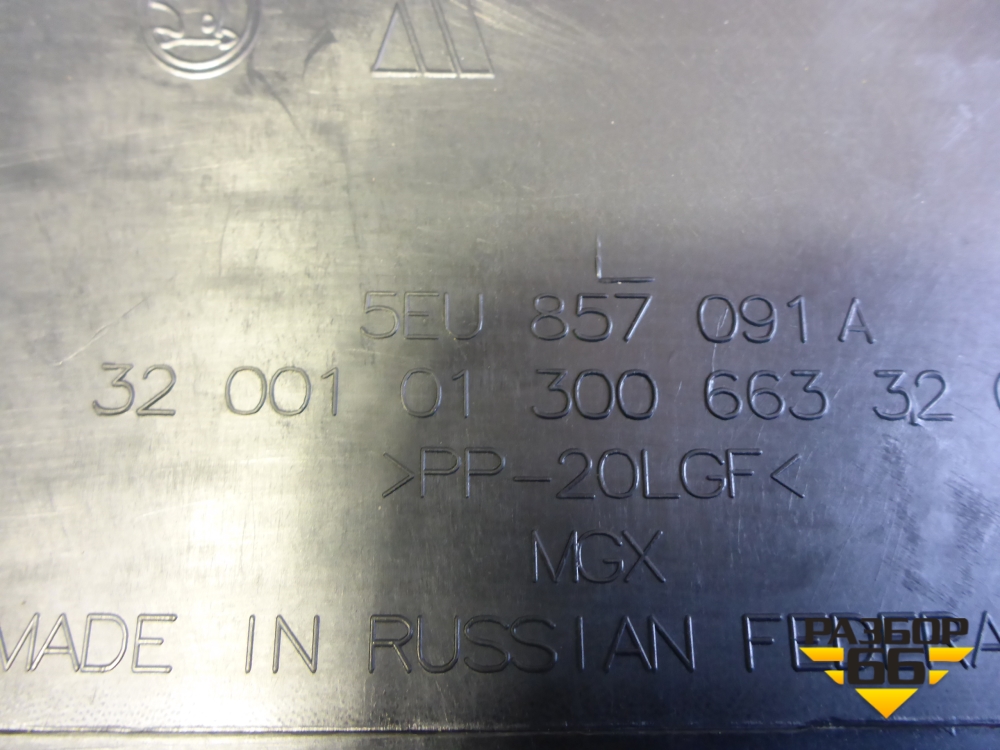 L
5EU 857 091 A
32 001 01 300 663 32
>PP-20LGF<
MGX
MADE IN RUSSIAN
РАЗБОР
66